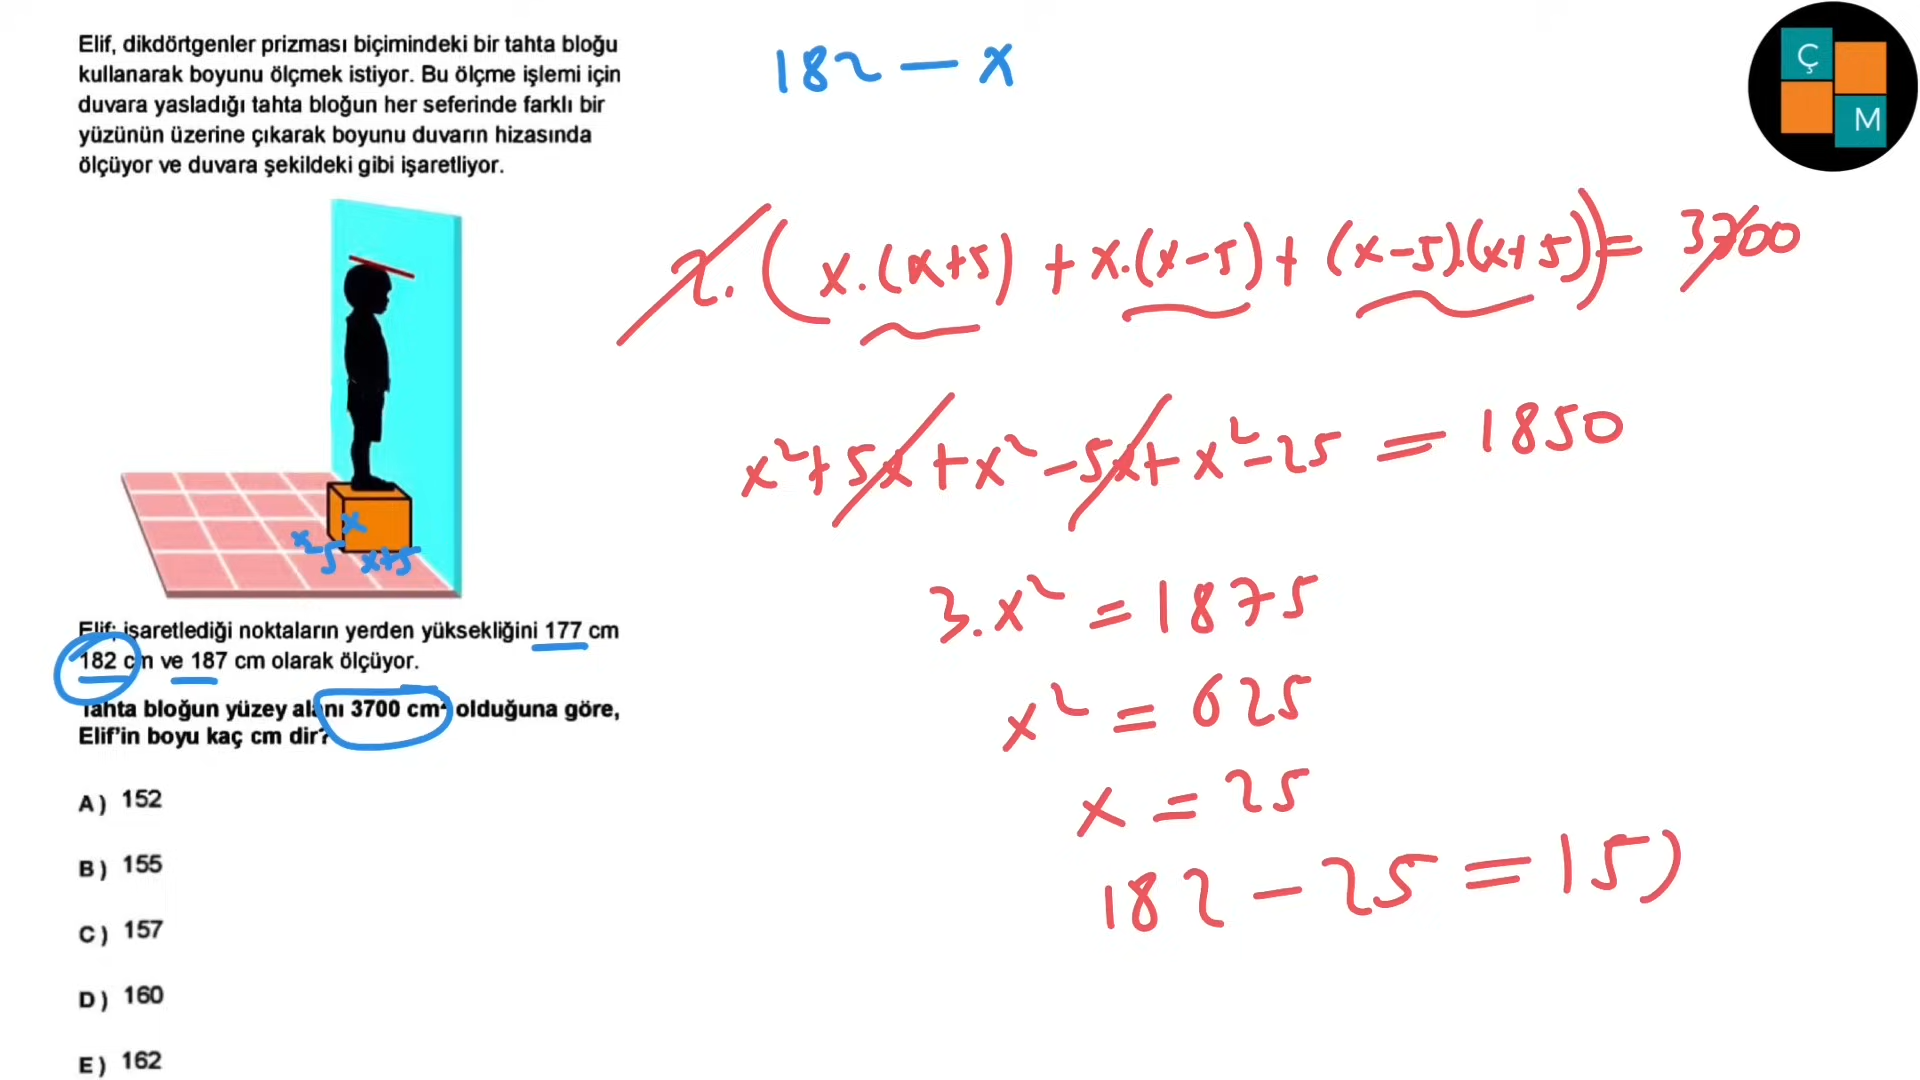 Elif, dikdörtgenler prizması biçimindeki bir tahta bloğu
kullanarak boyunu ölçmek istiyor. Bu ölçme işlemi için
duvara yasladığı tahta bloğun her seferinde farklı bir
yüzünün üzerine çıkarak boyunu duvarın hizasında
ölçüyor ve duvara şekildeki gibi işaretliyor.
x
x-5
x+5
Elif; işaretlediği noktaların yerden yüksekliğini 177 cm
182 cm ve 187 cm olarak ölçüyor.
Tahta bloğun yüzey alanı 3700 cm² olduğuna göre,
Elif'in boyu kaç cm dir?
A) 152
B) 155
C) 157
D) 160
E) 162
182 - x
2.(x.(x+5) + x.(x-5) + (x-5).(x+5)) = 3700
x²+5x+x²-5x+x²-25 = 1850
3.x² = 1875
x² = 625
x = 25
182 - 25 = 157
Ç
M